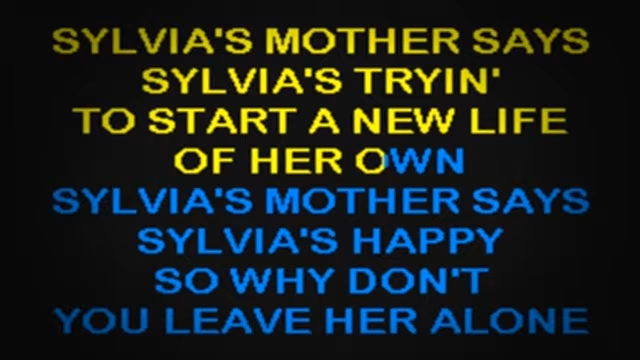 SYLVIA'S MOTHER SAYS
SYLVIA'S TRYIN'
TO START A NEW LIFE
OF HER OWN
SYLVIA'S MOTHER SAYS
SYLVIA'S HAPPY
SO WHY DON'T
YOU LEAVE HER ALONE